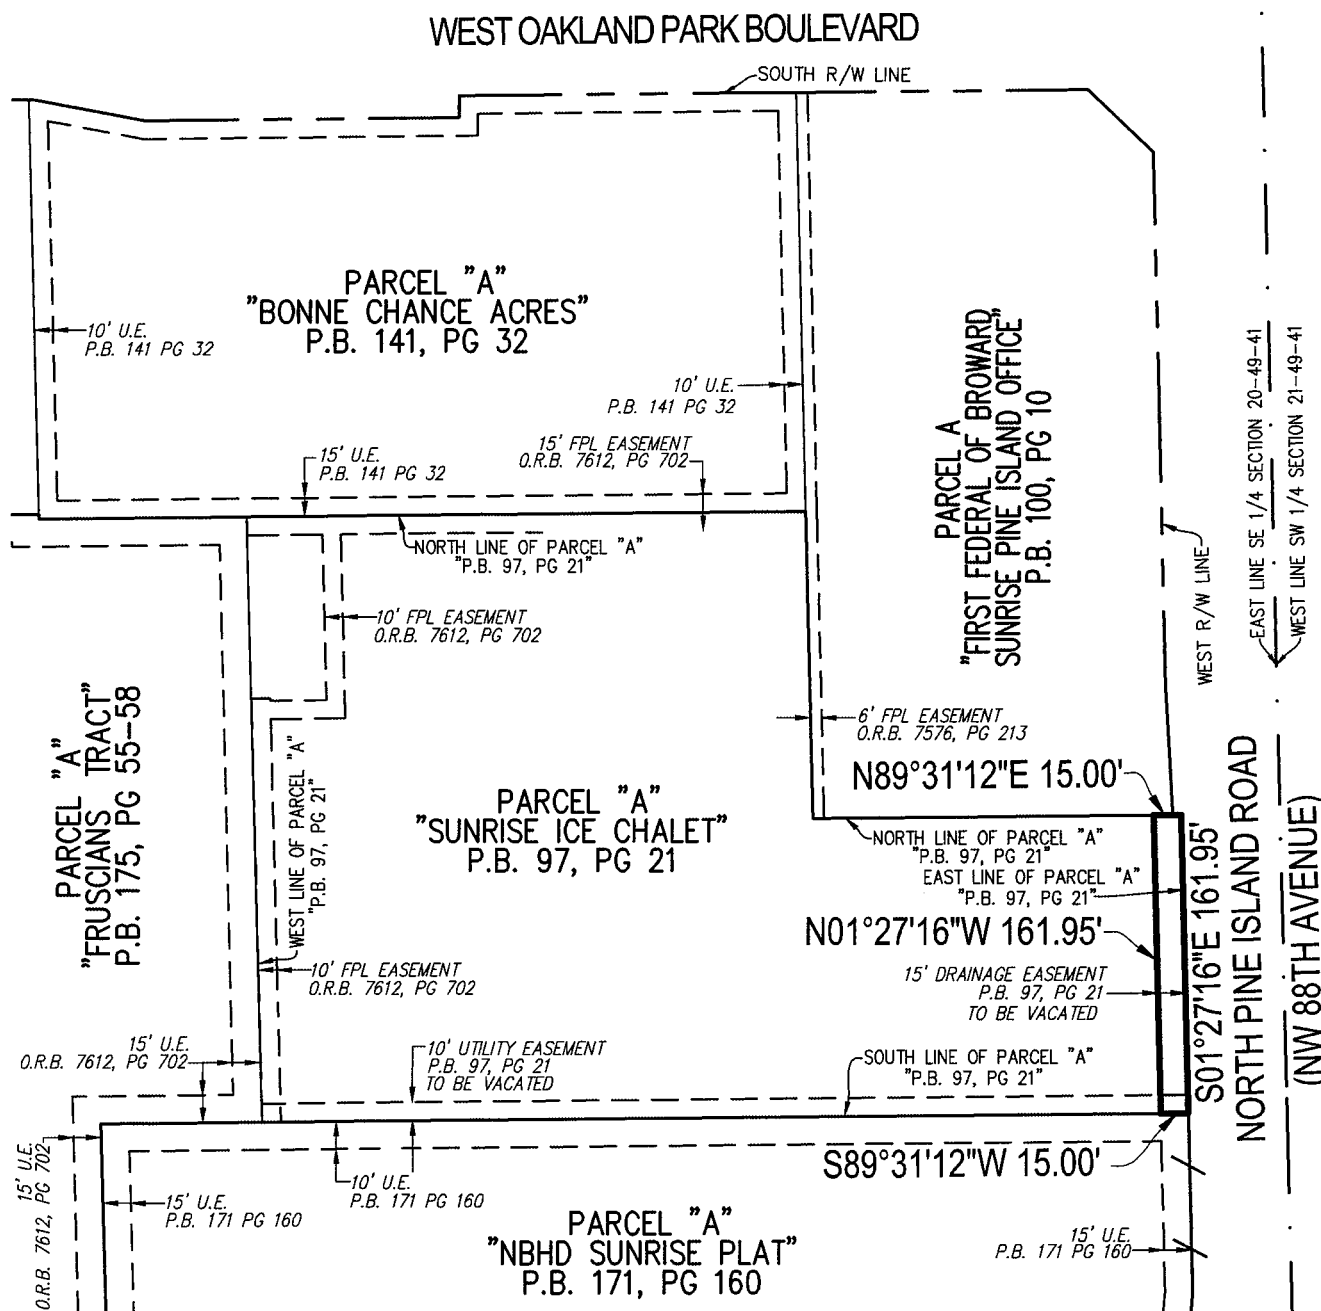 WEST OAKLAND PARK BOULEVARD
SOUTH R/W LINE
PARCEL "A"
"BONNE CHANCE ACRES"
P.B. 141, PG 32
10' U.E.
P.B. 141 PG 32
10' U.E.
P.B. 141 PG 32
15' U.E.
P.B. 141 PG 32
15' FPL EASEMENT
O.R.B. 7612, PG 702
PARCEL A
"FIRST FEDERAL OF BROWARD
SUNRISE PINE ISLAND OFFICE"
P.B. 100, PG 10
EAST LINE SE 1/4 SECTION 20-49-41
WEST LINE SW 1/4 SECTION 21-49-41
WEST R/W LINE
NORTH LINE OF PARCEL "A"
"P.B. 97, PG 21"
10' FPL EASEMENT
O.R.B. 7612, PG 702
6' FPL EASEMENT
O.R.B. 7576, PG 213
PARCEL "A"
"FRUSCIANS TRACT"
P.B. 175, PG 55-58
WEST LINE OF PARCEL "A"
"P.B. 97, PG 21"
PARCEL "A"
"SUNRISE ICE CHALET"
P.B. 97, PG 21
N89°31'12"E 15.00'
NORTH LINE OF PARCEL "A"
"P.B. 97, PG 21"
EAST LINE OF PARCEL "A"
"P.B. 97, PG 21"
N01°27'16"W 161.95'
S01°27'16"E 161.95'
NORTH PINE ISLAND ROAD
(NW 88TH AVENUE)
10' FPL EASEMENT
O.R.B. 7612, PG 702
15' DRAINAGE EASEMENT
P.B. 97, PG 21
TO BE VACATED
15' U.E.
O.R.B. 7612, PG 702
10' UTILITY EASEMENT
P.B. 97, PG 21
TO BE VACATED
SOUTH LINE OF PARCEL "A"
"P.B. 97, PG 21"
S89°31'12"W 15.00'
15' U.E.
O.R.B. 7612, PG 702
15' U.E.
P.B. 171 PG 160
10' U.E.
P.B. 171 PG 160
PARCEL "A"
"NBHD SUNRISE PLAT"
P.B. 171, PG 160
15' U.E.
P.B. 171 PG 160